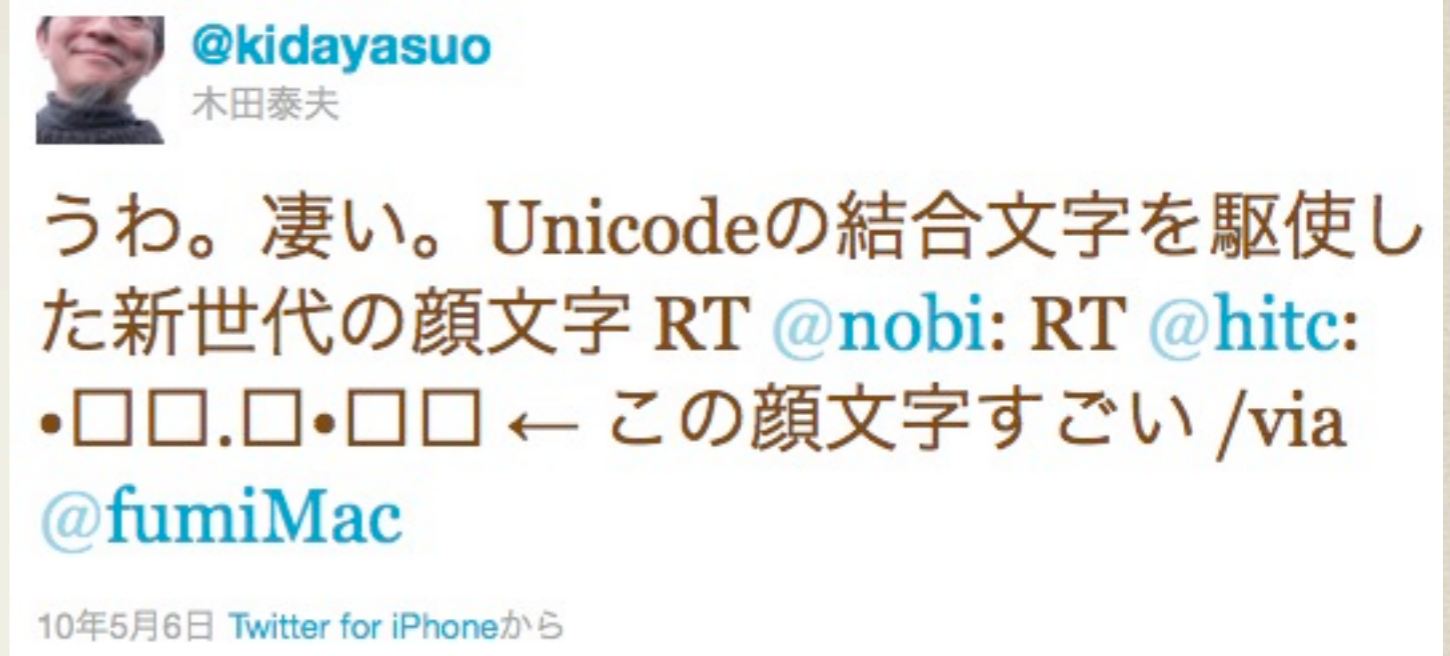 @kidayasuo
木田泰夫
うわ。凄い。Unicodeの結合文字を駆使し
た新世代の顔文字 RT @nobi: RT @hitc:
•□□.□•□□ ← この顔文字すごい /via
@fumiMac
10年5月6日 Twitter for iPhoneから